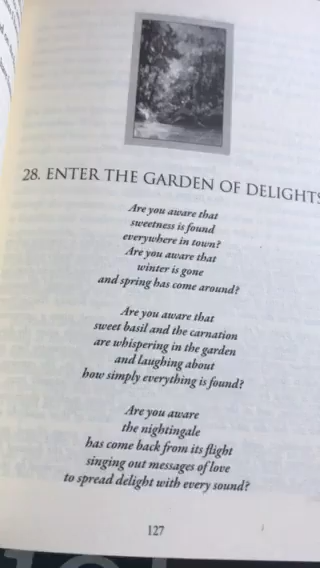 28. ENTER THE GARDEN OF DELIGHTS
Are you aware that
sweetness is found
everywhere in town?
Are you aware that
winter is gone
and spring has come around?
Are you aware that
sweet basil and the carnation
are whispering in the garden
and laughing about
how simply everything is found?
Are you aware
the nightingale
has come back from its flight
singing out messages of love
to spread delight with every sound?
127